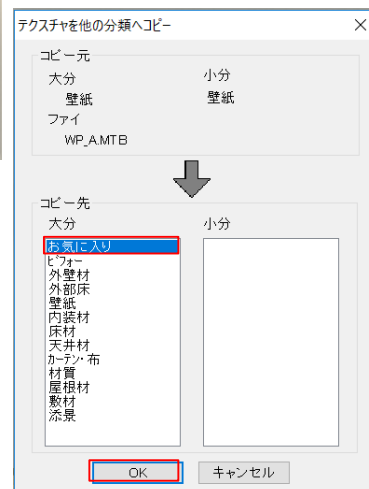 テクスチャを他の分類へコピー
コピー元
大分 小分
壁紙 壁紙
ファイ
WP_A.MTB
コピー先
大分 小分
お気に入り
ビフォー
外壁材
外部床
壁紙
内装材
床材
天井材
カーテン・布
材質
屋根材
敷材
添景
OK キャンセル